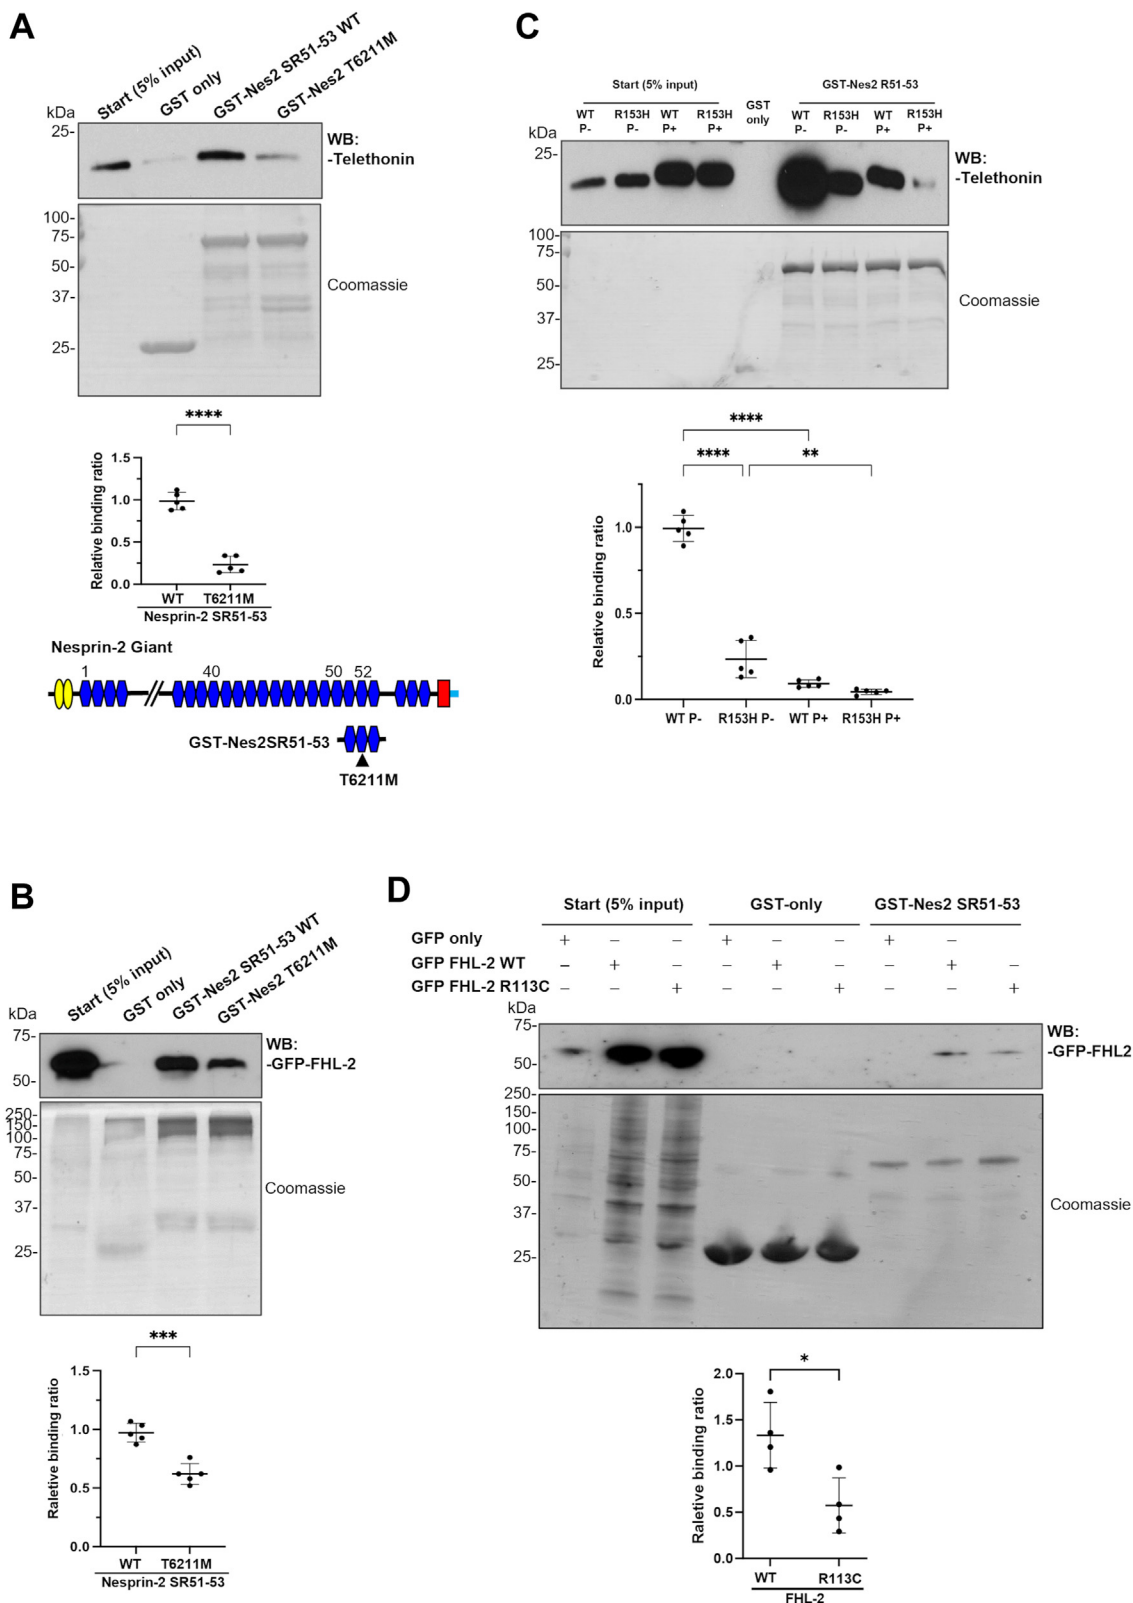 A
Start (5% input)
GST only
GST-Nes2 SR51-53 WT
GST-Nes2 T6211M
kDa
25-
WB:
-Telethonin
100-
75-
50-
37-
25-
Coomassie
****
Relative binding ratio
1.5
1.0
0.5
0.0
WT T6211M
Nesprin-2 SR51-53
Nesprin-2 Giant
1 40 50 52
GST-Nes2SR51-53
T6211M
C
Start (5% input) GST only GST-Nes2 R51-53
WT P- R153H P- WT P+ R153H P+ WT P- R153H P- WT P+ R153H P+
kDa
25-
WB:
-Telethonin
100-
75-
50-
37-
25-
Coomassie
****
**** **
Relative binding ratio
1.0
0.5
0.0
WT P- R153H P- WT P+ R153H P+
B
Start (5% input)
GST only
GST-Nes2 SR51-53 WT
GST-Nes2 T6211M
kDa
75-
50-
WB:
-GFP-FHL-2
250-
150-
100-
75-
50-
37-
25-
Coomassie
***
Raletive binding ratio
1.5
1.0
0.5
0.0
WT T6211M
Nesprin-2 SR51-53
D
Start (5% input) GST-only GST-Nes2 SR51-53
GFP only + − − + − − + − −
GFP FHL-2 WT − + − − + − − + −
GFP FHL-2 R113C − − + − − + − − +
kDa
75-
50-
WB:
-GFP-FHL2
250-
150-
100-
75-
50-
37-
25-
Coomassie
*
Raletive binding ratio
2.0
1.5
1.0
0.5
0.0
WT R113C
FHL-2